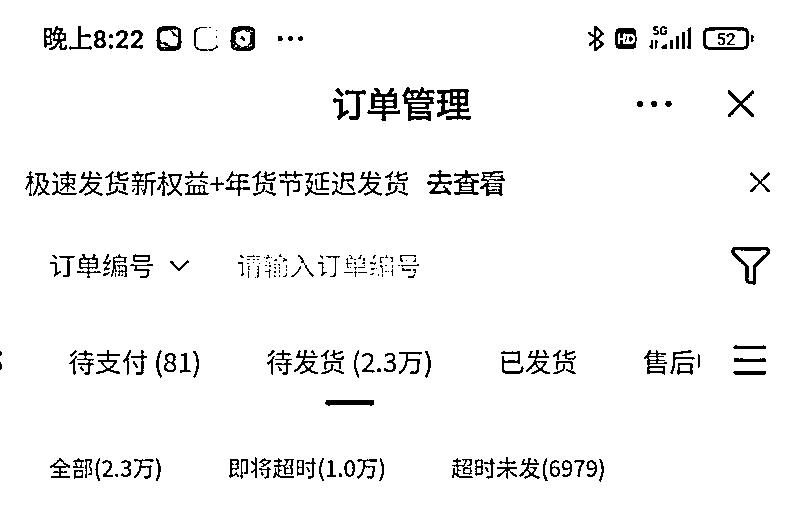 晚上8:22 HD 5G 52
订单管理
极速发货新权益+年货节延迟发货 去查看
订单编号 请输入订单编号
待支付 (81) 待发货 (2.3万) 已发货 售后
全部(2.3万) 即将超时(1.0万) 超时未发(6979)